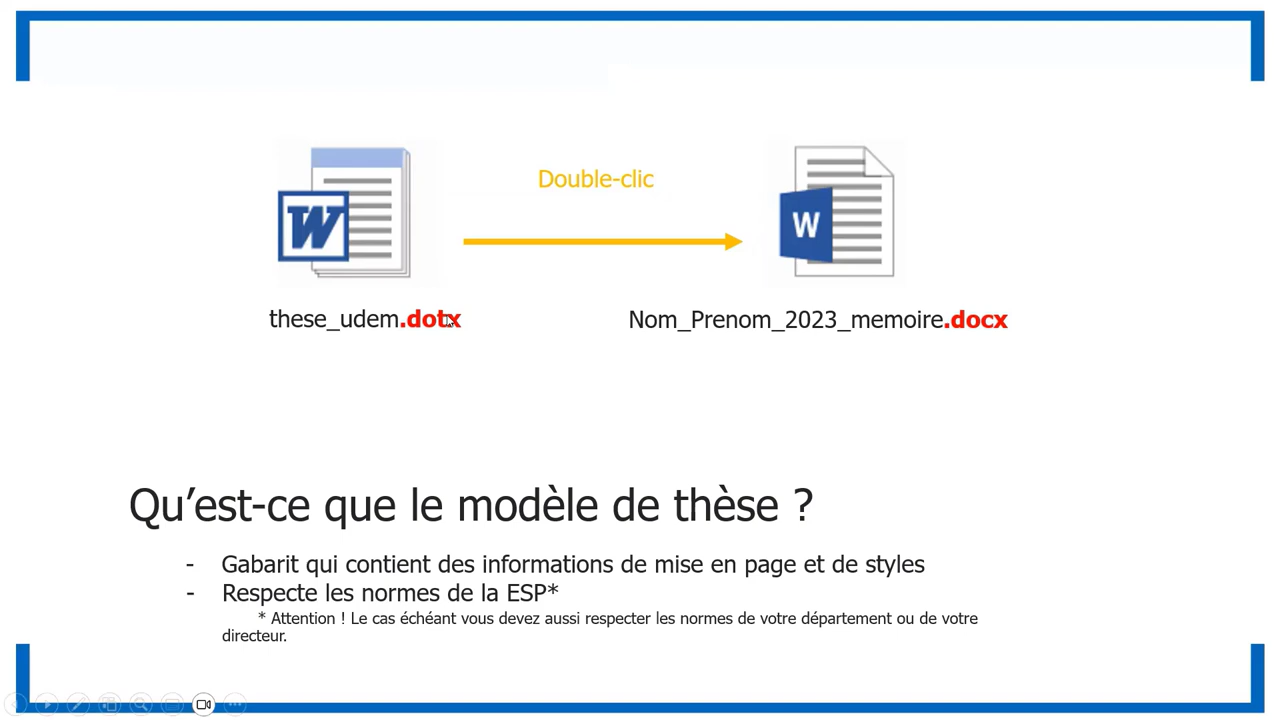 Double-clic
W
W
these_udem.dotx
Nom_Prenom_2023_memoire.docx
Qu’est-ce que le modèle de thèse ?
- Gabarit qui contient des informations de mise en page et de styles
- Respecte les normes de la ESP*
* Attention ! Le cas échéant vous devez aussi respecter les normes de votre département ou de votre
directeur.